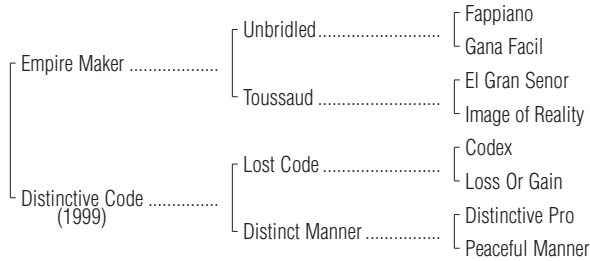 Fappiano
Unbridled..........................
Gana Facil
Empire Maker ...................
El Gran Senor
Toussaud ..........................
Image of Reality
Codex
Lost Code .........................
Loss Or Gain
Distinctive Code ...............
(1999)
Distinctive Pro
Distinct Manner ................
Peaceful Manner